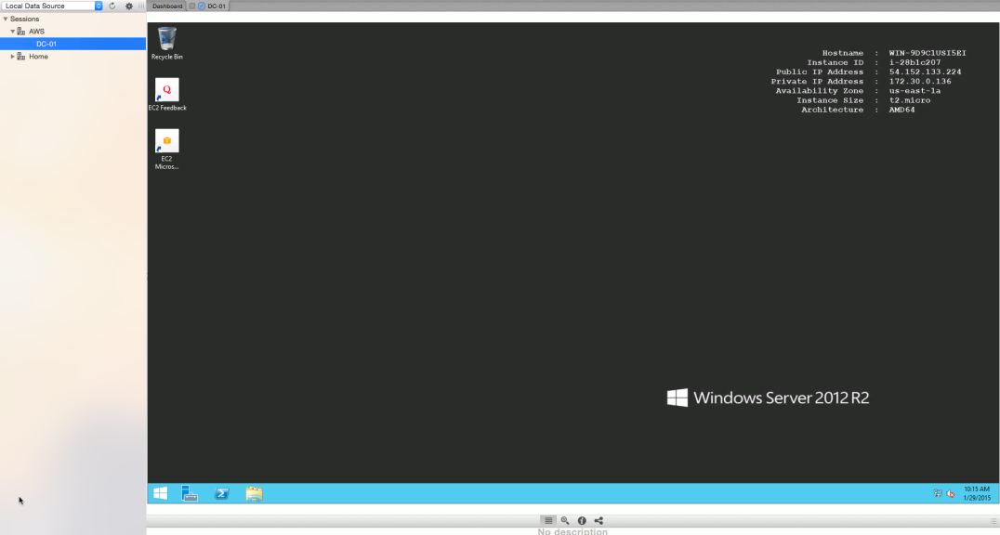 Local Data Source
Dashboard
DC-01
Sessions
AWS
DC-01
Home
Recycle Bin
EC2 Feedback
EC2
Micros...
Hostname : WIN-9D9C1USI5EI
Instance ID : i-28b1c207
Public IP Address : 54.152.133.224
Private IP Address : 172.30.0.136
Availability Zone : us-east-1a
Instance Size : t2.micro
Architecture : AMD64
Windows Server 2012 R2
10:15 AM
1/29/2015
No description